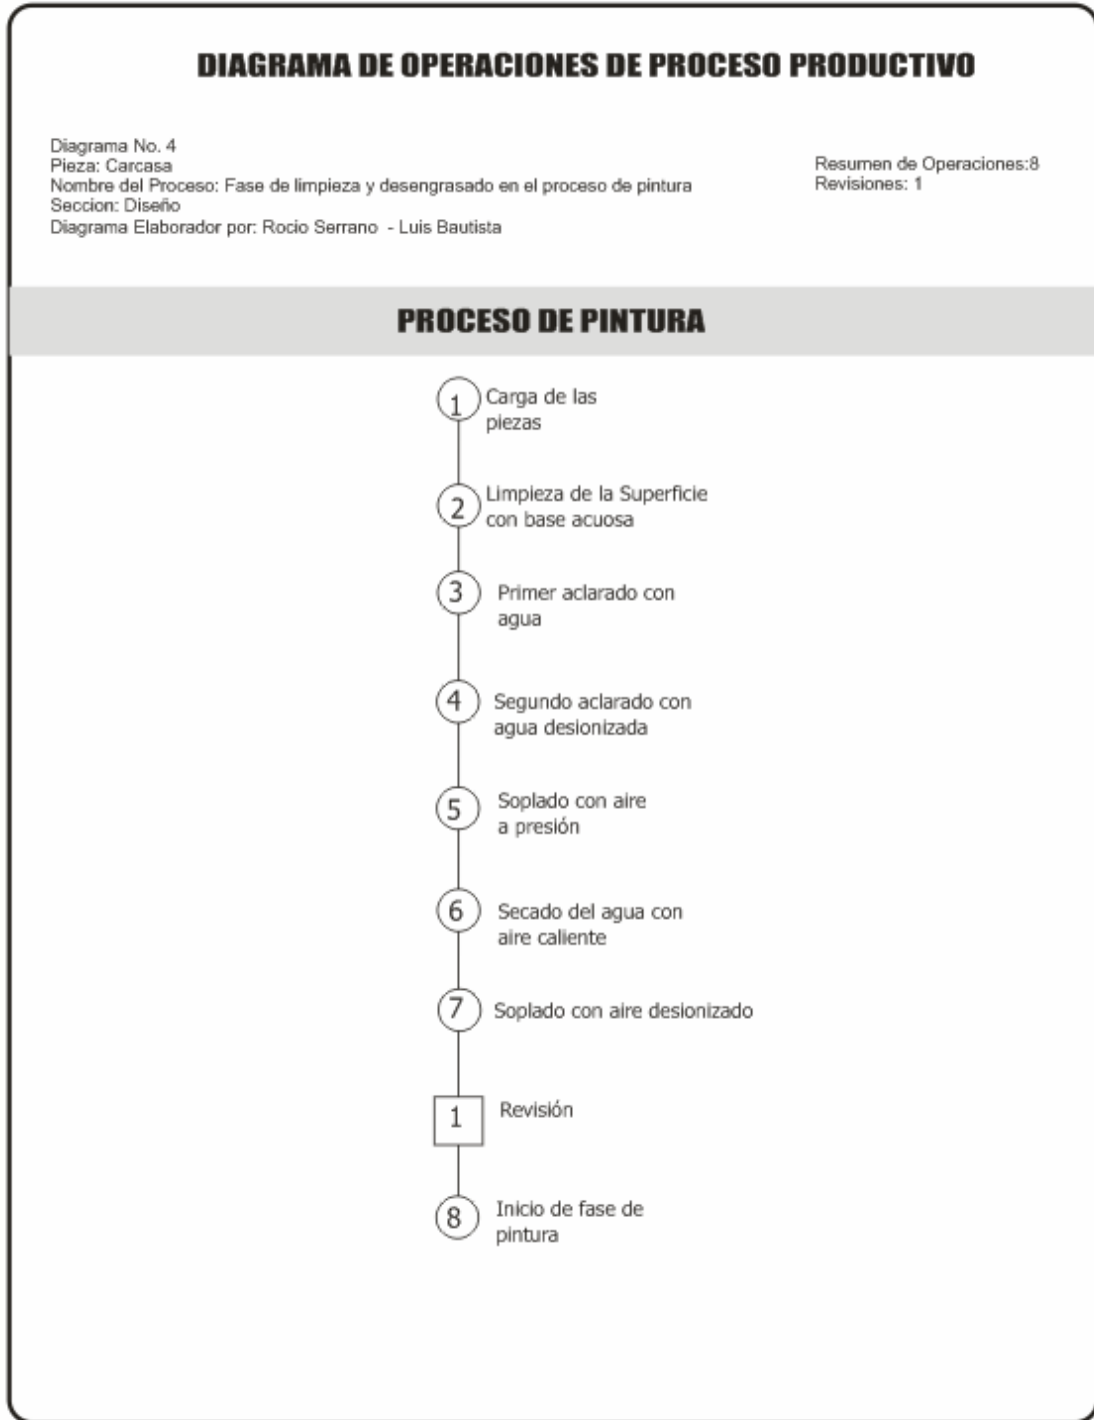 DIAGRAMA DE OPERACIONES DE PROCESO PRODUCTIVO
Diagrama No. 4
Pieza: Carcasa
Nombre del Proceso: Fase de limpieza y desengrasado en el proceso de pintura
Seccion: Diseño
Diagrama Elaborador por: Rocio Serrano - Luis Bautista
Resumen de Operaciones:8
Revisiones: 1
PROCESO DE PINTURA
1 Carga de las
piezas
2 Limpieza de la Superficie
con base acuosa
3 Primer aclarado con
agua
4 Segundo aclarado con
agua desionizada
5 Soplado con aire
a presión
6 Secado del agua con
aire caliente
7 Soplado con aire desionizado
1 Revisión
8 Inicio de fase de
pintura